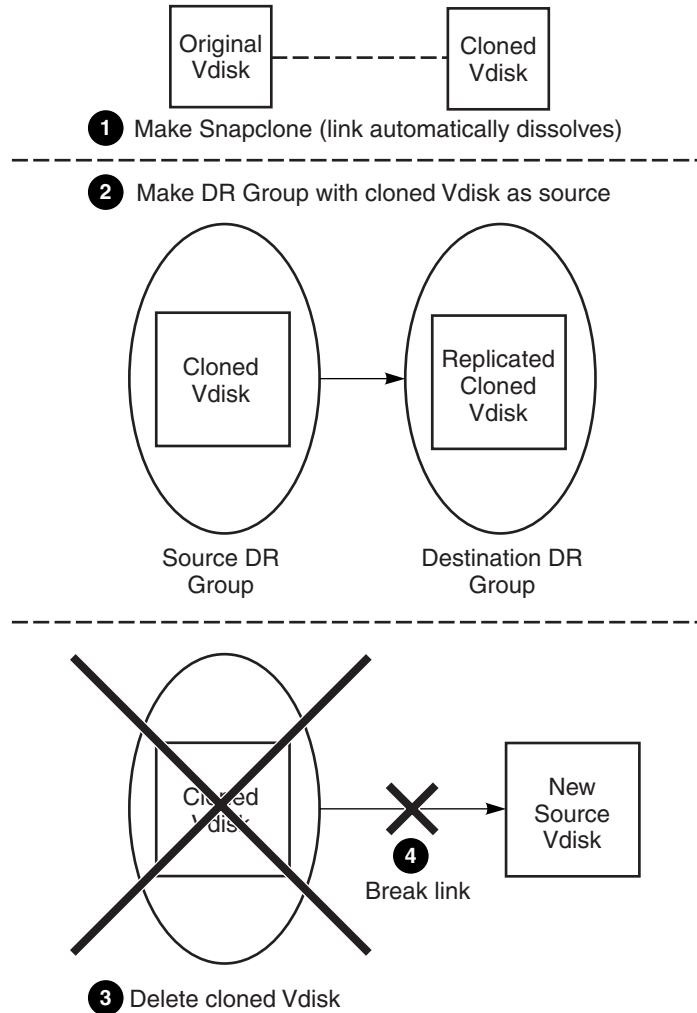 Original
Vdisk
Cloned
Vdisk
1 Make Snapclone (link automatically dissolves)
2 Make DR Group with cloned Vdisk as source
Cloned
Vdisk
Replicated
Cloned
Vdisk
Source DR
Group
Destination DR
Group
Cloned
Vdisk
New
Source
Vdisk
4
Break link
3 Delete cloned Vdisk